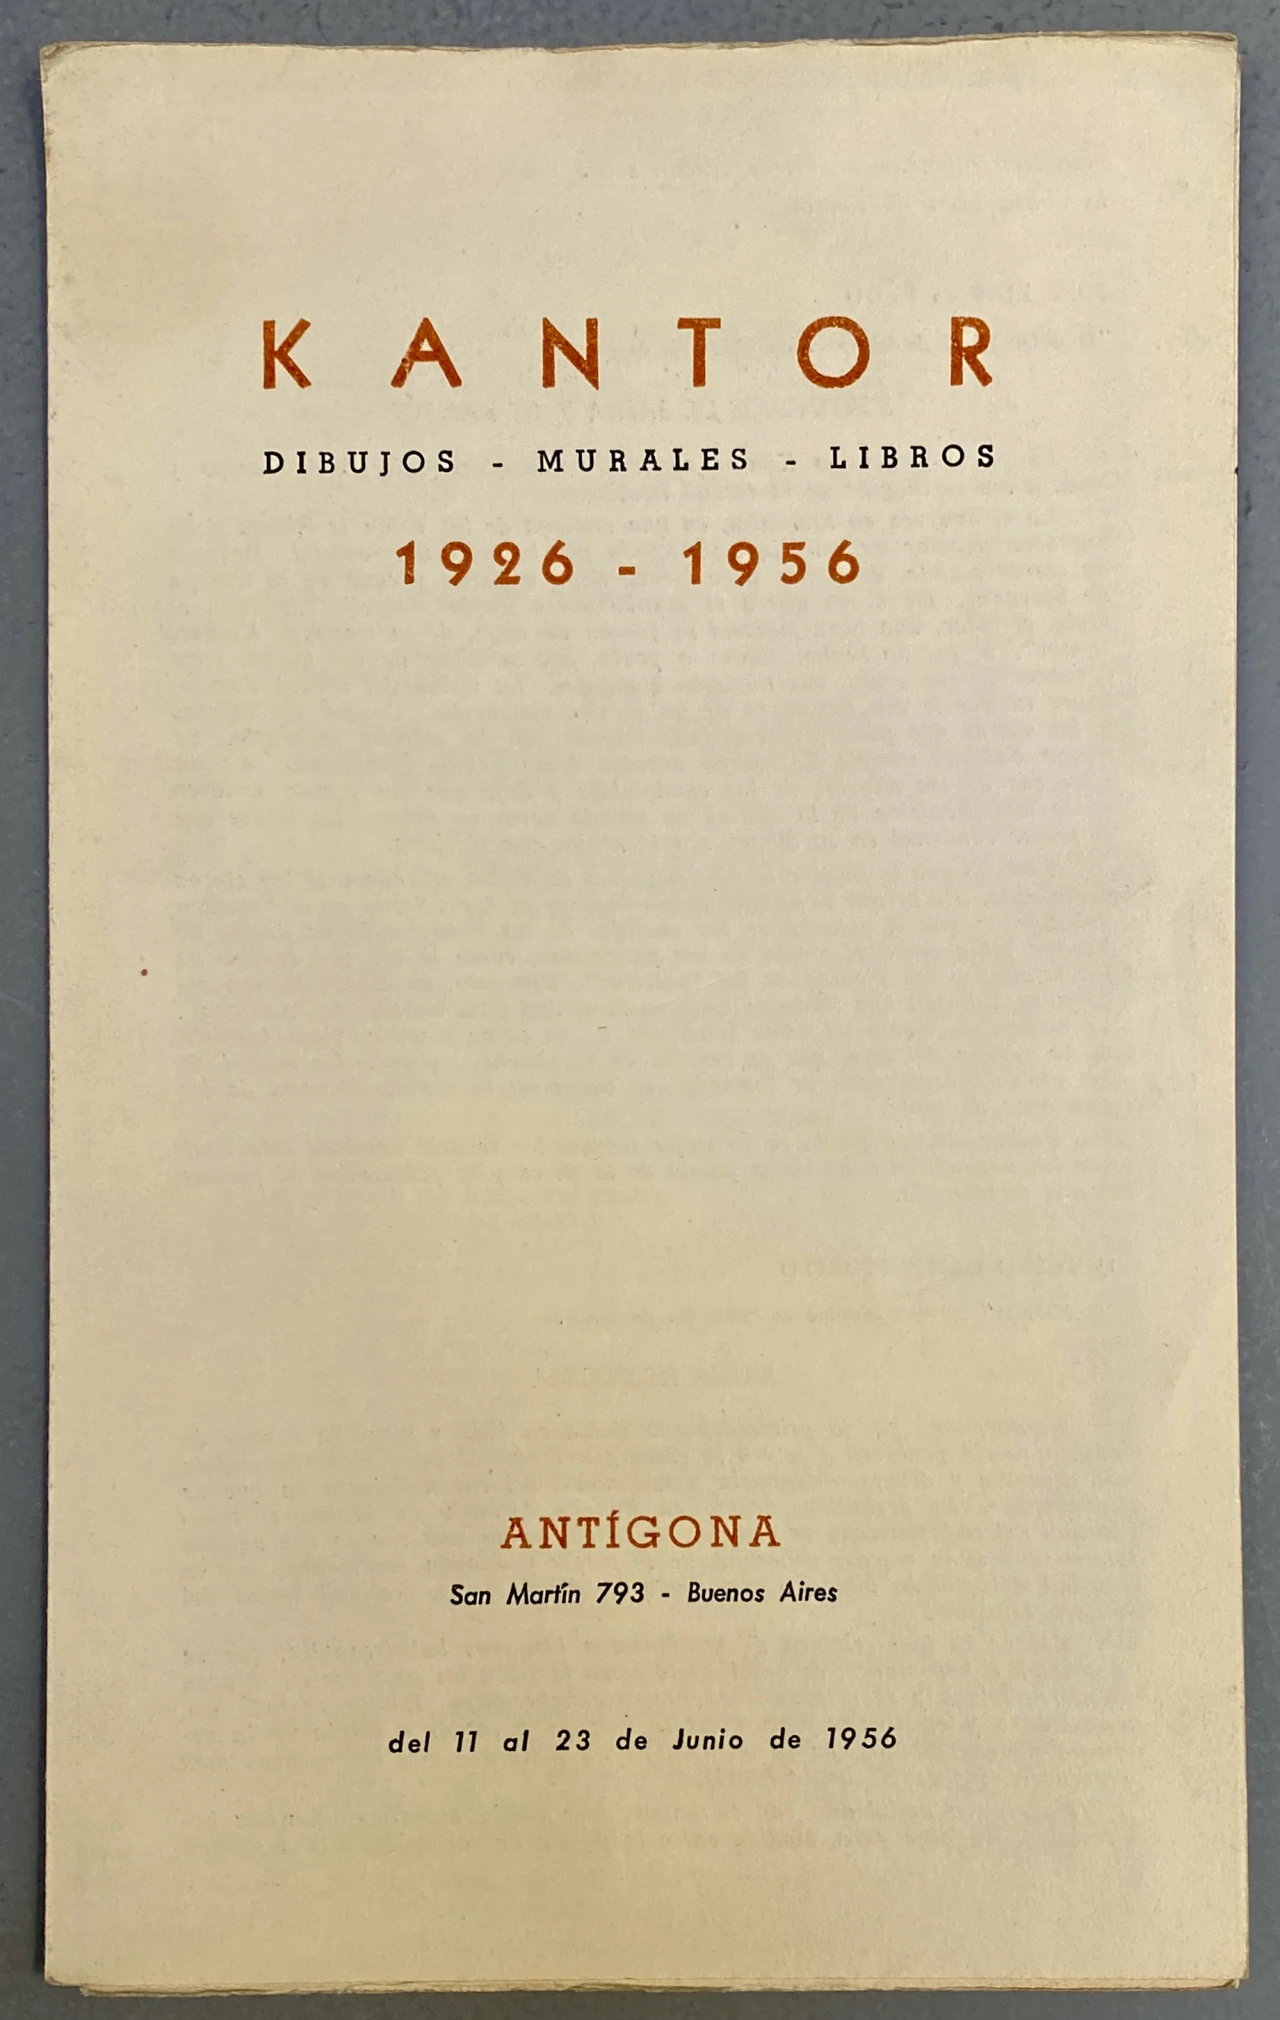 KANTOR
DIBUJOS - MURALES - LIBROS
1926 - 1956
ANTÍGONA
San Martín 793 - Buenos Aires
del 11 al 23 de Junio de 1956